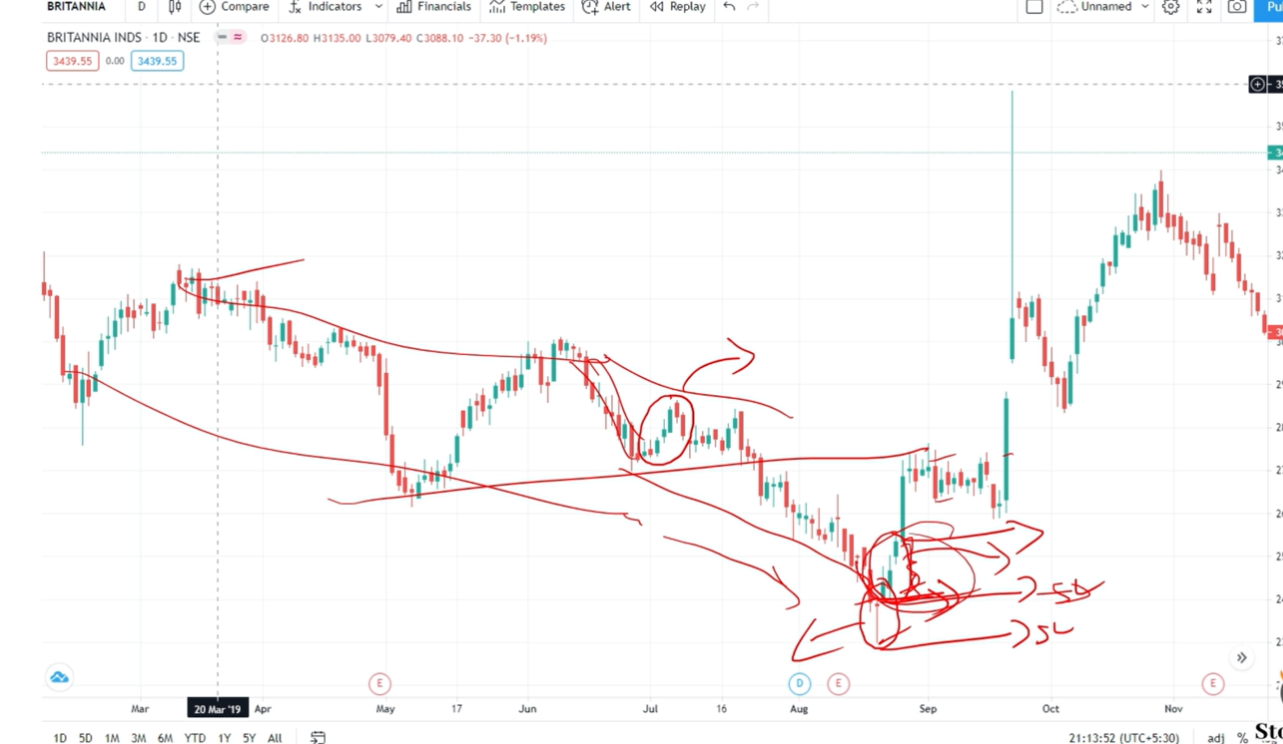 BRITANNIA D Compare Indicators Financials Templates Alert Replay Unnamed
BRITANNIA INDS · 1D · NSE O3126.80 H3135.00 L3079.40 C3088.10 −37.30 (−1.19%)
3439.55 0.00 3439.55
SL
E D E E
Mar 20 Mar '19 Apr May 17 Jun Jul 16 Aug Sep Oct Nov
1D 5D 1M 3M 6M YTD 1Y 5Y All 21:13:52 (UTC+5:30) adj %